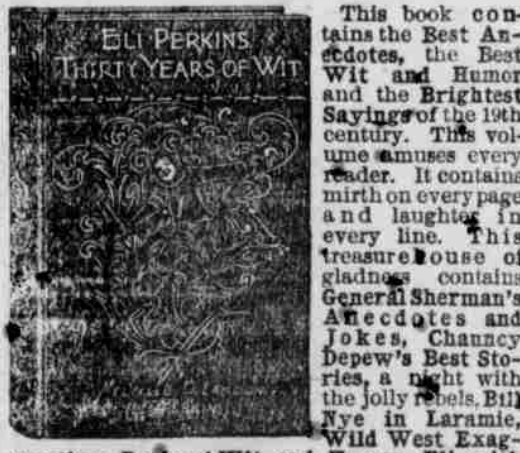 ELI PERKINS
THIRTY YEARS OF WIT
This book con-
tains the Best An-
ecdotes, the Best
Wit and Humor
and the Brightest
Sayings of the 19th
century. This vol-
ume amuses every
reader. It contains
mirth on every page
and laughter in
every line. This
treasure house of
gladness contains
General Sherman's
Anecdotes and
Jokes, Chauncy
Depew's Best Sto-
ries, a night with
the jolly rebels, Bill
Nye in Laramie,
Wild West Exag-